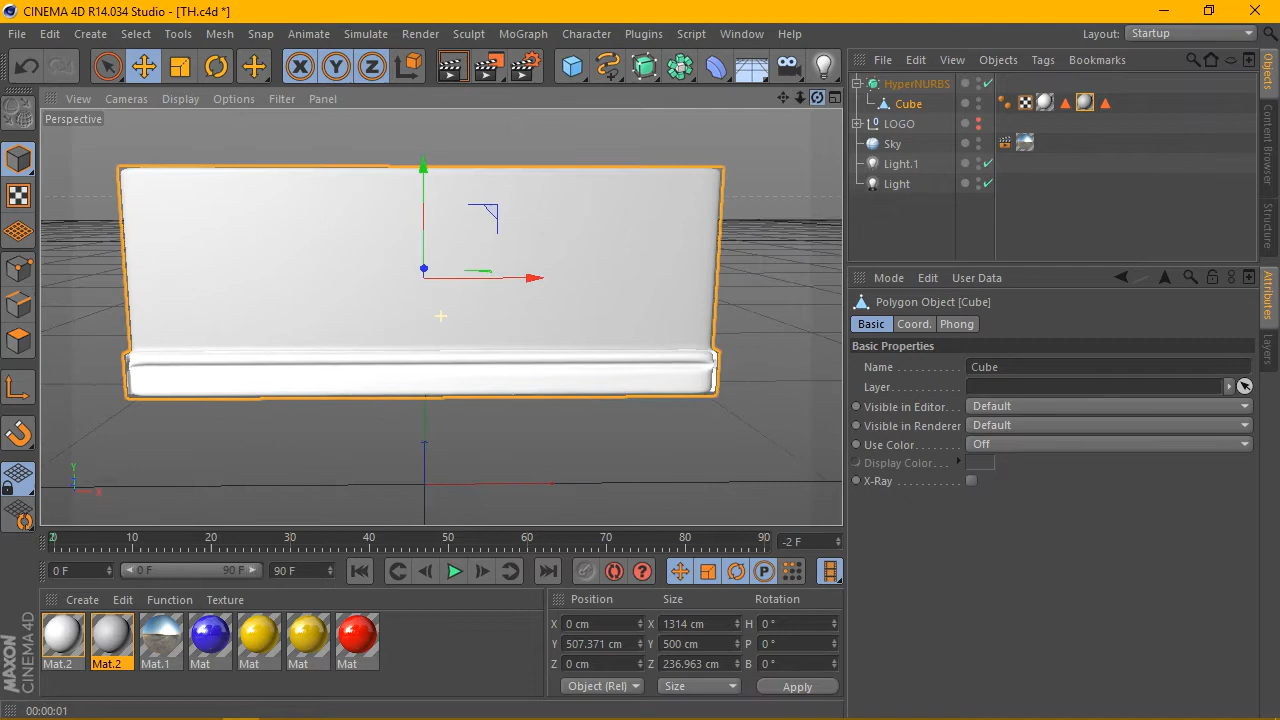 CINEMA 4D R14.034 Studio - [TH.c4d *]
File Edit Create Select Tools Mesh Snap Animate Simulate Render Sculpt MoGraph Character Plugins Script Window Help Layout: Startup
X Y Z
File Edit View Objects Tags Bookmarks
HyperNURBS
Cube
LOGO
Sky
Light.1
Light
View Cameras Display Options Filter Panel
Perspective
Y
Z
X
Mode Edit User Data
Polygon Object [Cube]
Basic Coord. Phong
Basic Properties
Name Cube
Layer
Visible in Editor Default
Visible in Renderer Default
Use Color Off
Display Color
X-Ray
Objects
Content Browser
Structure
Attributes
Layers
0 10 20 30 40 50 60 70 80 90 -2 F
0 F 0 F 90 F 90 F
Create Edit Function Texture
Mat.2 Mat.2 Mat.1 Mat Mat Mat Mat
Position Size Rotation
X 0 cm X 1314 cm H 0 °
Y 507.371 cm Y 500 cm P 0 °
Z 0 cm Z 236.963 cm B 0 °
Object (Rel) Size Apply
MAXON CINEMA 4D
00:00:01